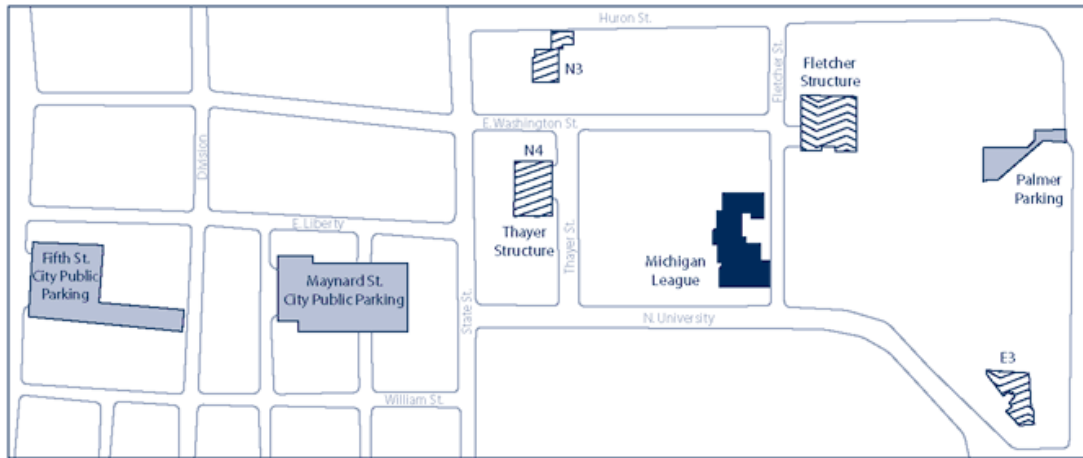 Huron St.
N3
Fletcher St.
Fletcher
Structure
E. Washington St.
N4
Division
Palmer
Parking
E. Liberty
Thayer
Structure
Thayer St.
Fifth St.
City Public
Parking
Maynard St.
City Public Parking
Michigan
League
State St.
N. University
E3
William St.